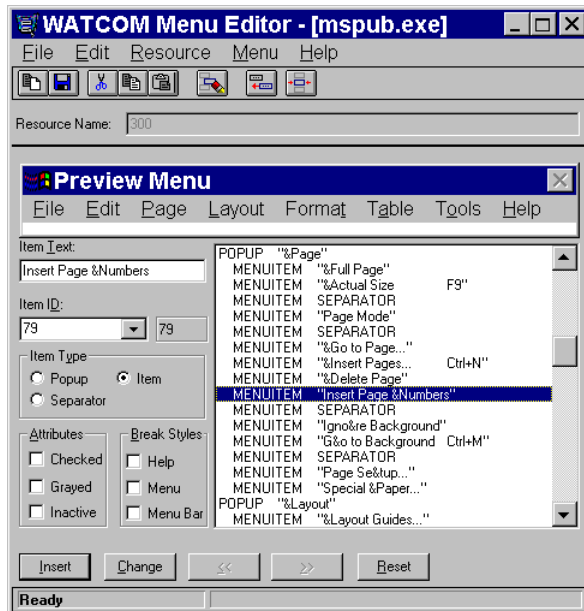 WATCOM Menu Editor - [mspub.exe]
File Edit Resource Menu Help
Resource Name: 300
Preview Menu
File Edit Page Layout Format Table Tools Help
Item Text:
Insert Page &Numbers
Item ID:
79 79
Item Type
Popup Item
Separator
Attributes
Checked
Grayed
Inactive
Break Styles
Help
Menu
Menu Bar
POPUP "&Page"
MENUITEM "&Full Page"
MENUITEM "&Actual Size F9"
MENUITEM SEPARATOR
MENUITEM "Page Mode"
MENUITEM SEPARATOR
MENUITEM "&Go to Page..."
MENUITEM "&Insert Pages... Ctrl+N"
MENUITEM "&Delete Page"
MENUITEM "Insert Page &Numbers"
MENUITEM SEPARATOR
MENUITEM "Igno&re Background"
MENUITEM "G&o to Background Ctrl+M"
MENUITEM SEPARATOR
MENUITEM "Page Se&tup..."
MENUITEM "Special &Paper..."
POPUP "&Layout"
MENUITEM "&Layout Guides..."
Insert Change << >> Reset
Ready